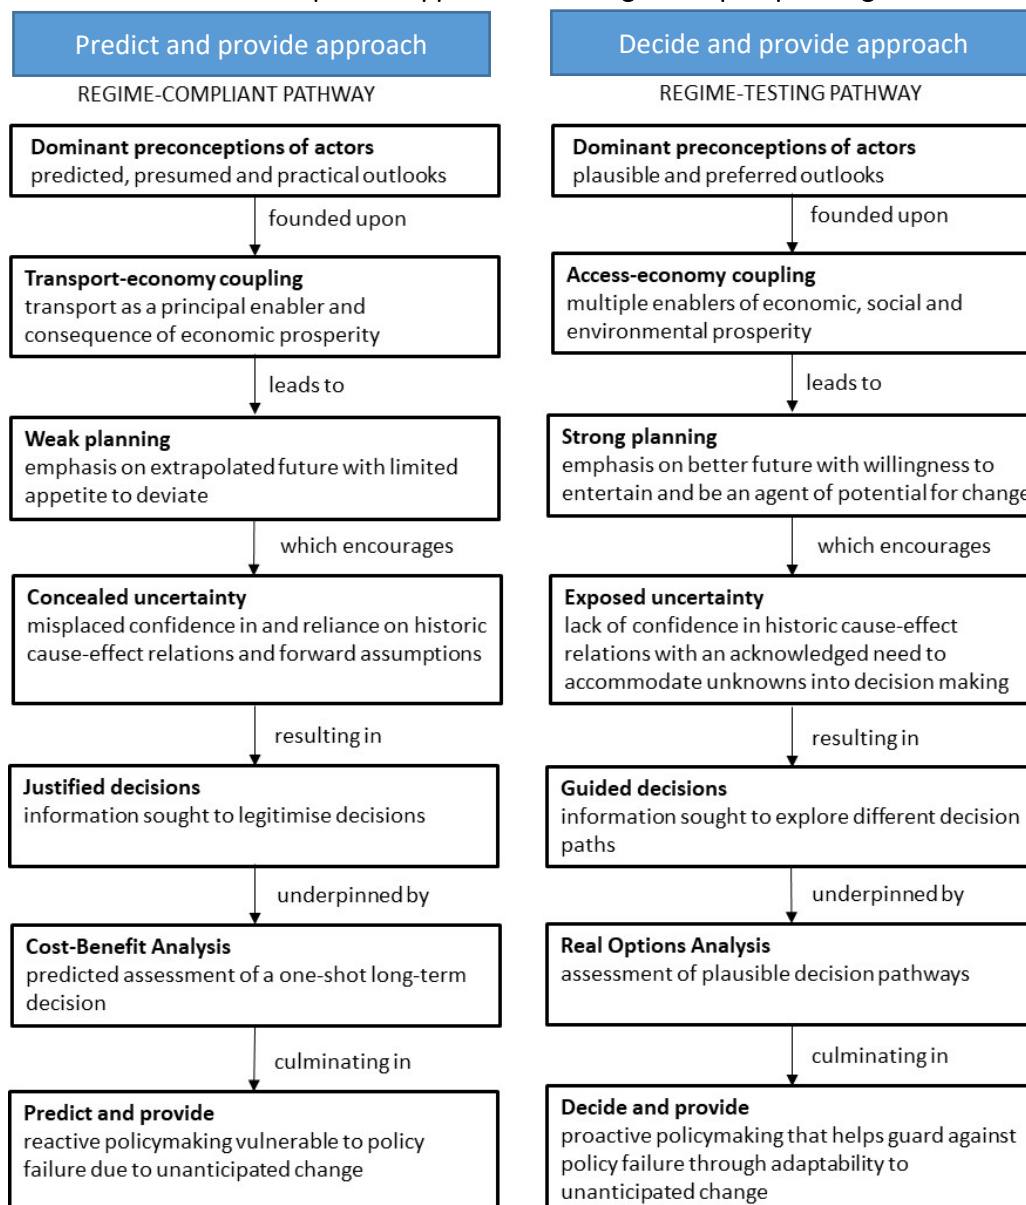 Predict and provide approach
REGIME-COMPLIANT PATHWAY
Dominant preconceptions of actors
predicted, presumed and practical outlooks
founded upon
Transport-economy coupling
transport as a principal enabler and
consequence of economic prosperity
leads to
Weak planning
emphasis on extrapolated future with limited
appetite to deviate
which encourages
Concealed uncertainty
misplaced confidence in and reliance on historic
cause-effect relations and forward assumptions
resulting in
Justified decisions
information sought to legitimise decisions
underpinned by
Cost-Benefit Analysis
predicted assessment of a one-shot long-term
decision
culminating in
Predict and provide
reactive policymaking vulnerable to policy
failure due to unanticipated change
Decide and provide approach
REGIME-TESTING PATHWAY
Dominant preconceptions of actors
plausible and preferred outlooks
founded upon
Access-economy coupling
multiple enablers of economic, social and
environmental prosperity
leads to
Strong planning
emphasis on better future with willingness to
entertain and be an agent of potential for change
which encourages
Exposed uncertainty
lack of confidence in historic cause-effect
relations with an acknowledged need to
accommodate unknowns into decision making
resulting in
Guided decisions
information sought to explore different decision
paths
underpinned by
Real Options Analysis
assessment of plausible decision pathways
culminating in
Decide and provide
proactive policymaking that helps guard against
policy failure through adaptability to
unanticipated change